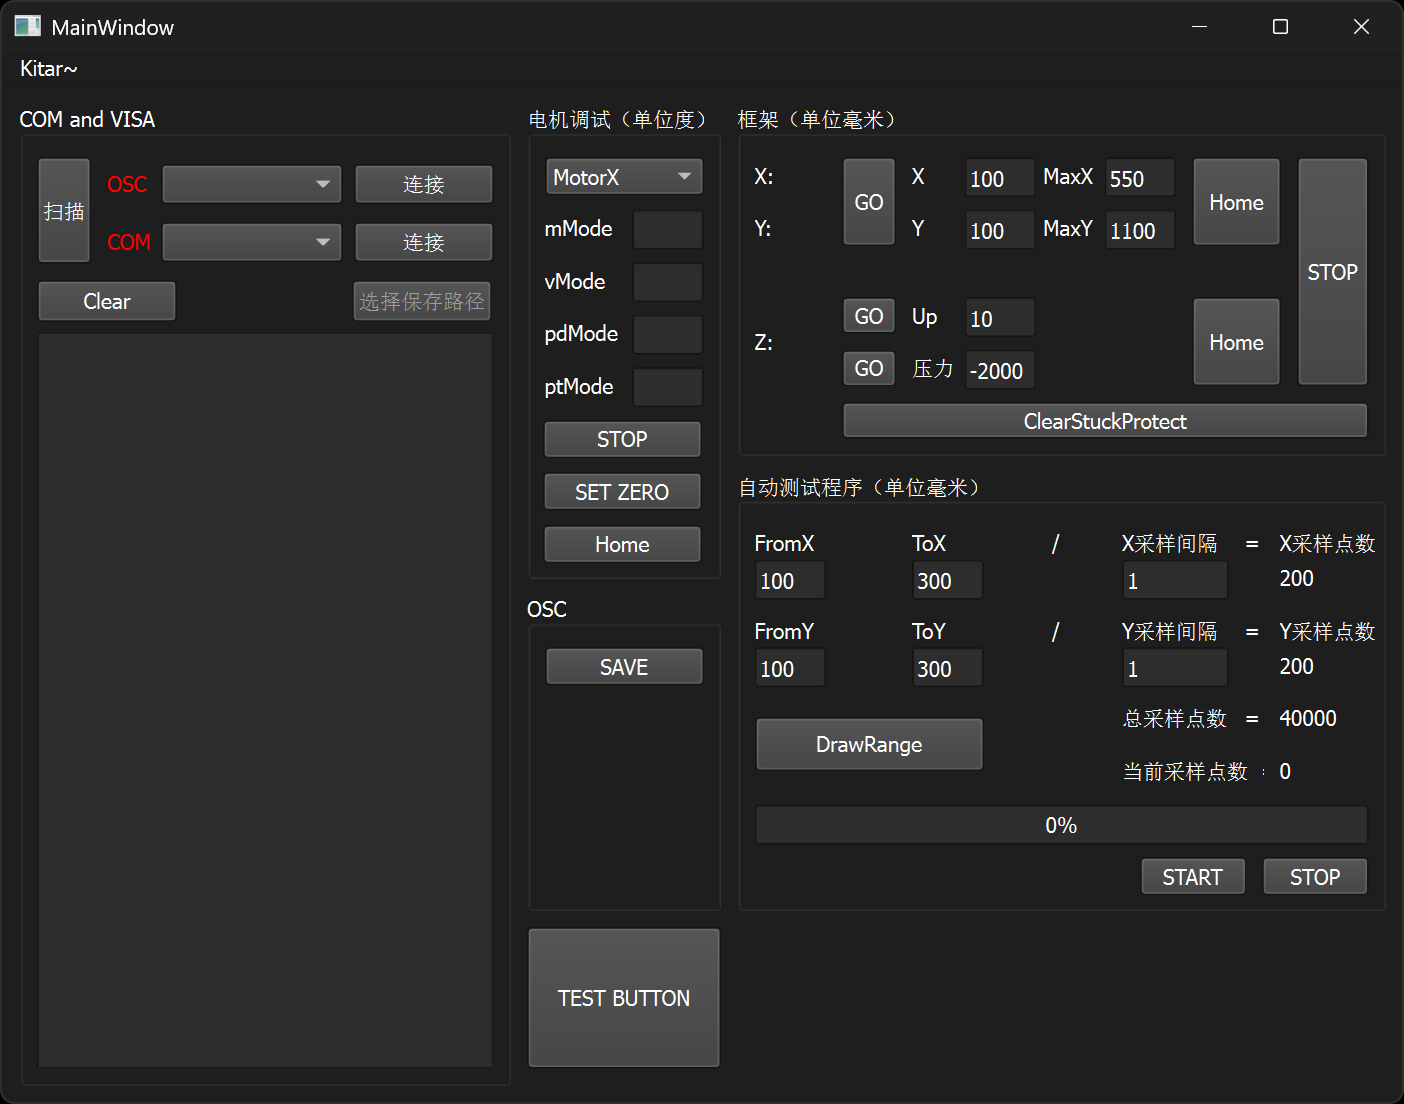 MainWindow
Kitar~
COM and VISA
扫描
OSC
连接
COM
连接
Clear
选择保存路径
电机调试（单位度）
MotorX
mMode
vMode
pdMode
ptMode
STOP
SET ZERO
Home
OSC
SAVE
TEST BUTTON
框架（单位毫米）
X: GO X 100 MaxX 550 Home STOP
Y: Y 100 MaxY 1100
Z: GO Up 10 Home
GO 压力 -2000
ClearStuckProtect
自动测试程序（单位毫米）
FromX ToX / X采样间隔 = X采样点数
100 300 1 200
FromY ToY / Y采样间隔 = Y采样点数
100 300 1 200
总采样点数 = 40000
DrawRange
当前采样点数 : 0
0%
START STOP